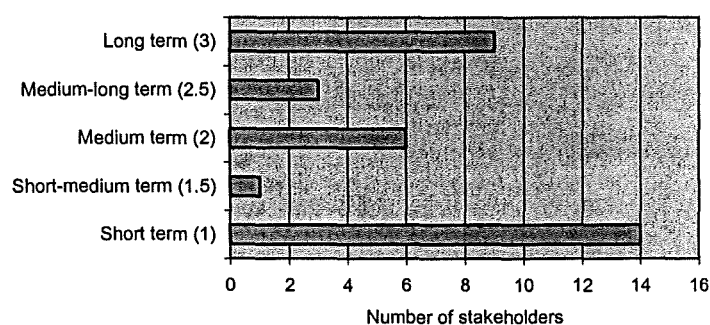 Long term (3)
Medium-long term (2.5)
Medium term (2)
Short-medium term (1.5)
Short term (1)
0 2 4 6 8 10 12 14 16
Number of stakeholders